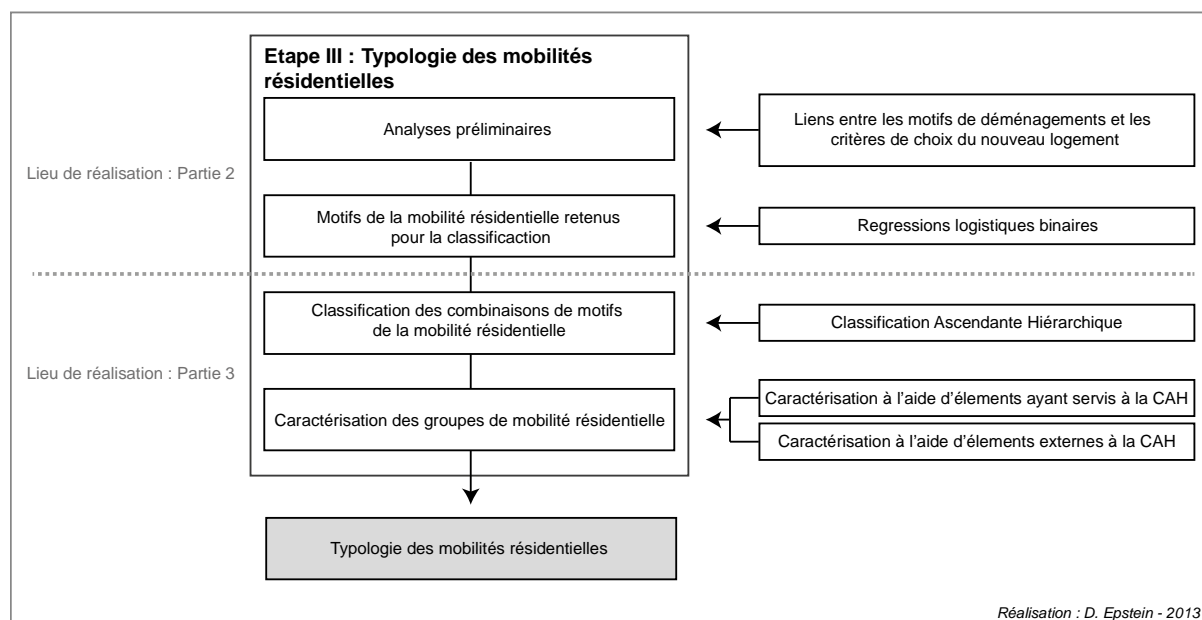 Etape III : Typologie des mobilités
résidentielles
Analyses préliminaires
Liens entre les motifs de déménagements et les
critères de choix du nouveau logement
Lieu de réalisation : Partie 2
Motifs de la mobilité résidentielle retenus
pour la classificaction
Regressions logistiques binaires
Classification des combinaisons de motifs
de la mobilité résidentielle
Classification Ascendante Hiérarchique
Lieu de réalisation : Partie 3
Caractérisation des groupes de mobilité résidentielle
Caractérisation à l'aide d'élements ayant servis à la CAH
Caractérisation à l'aide d'élements externes à la CAH
Typologie des mobilités résidentielles
Réalisation : D. Epstein - 2013